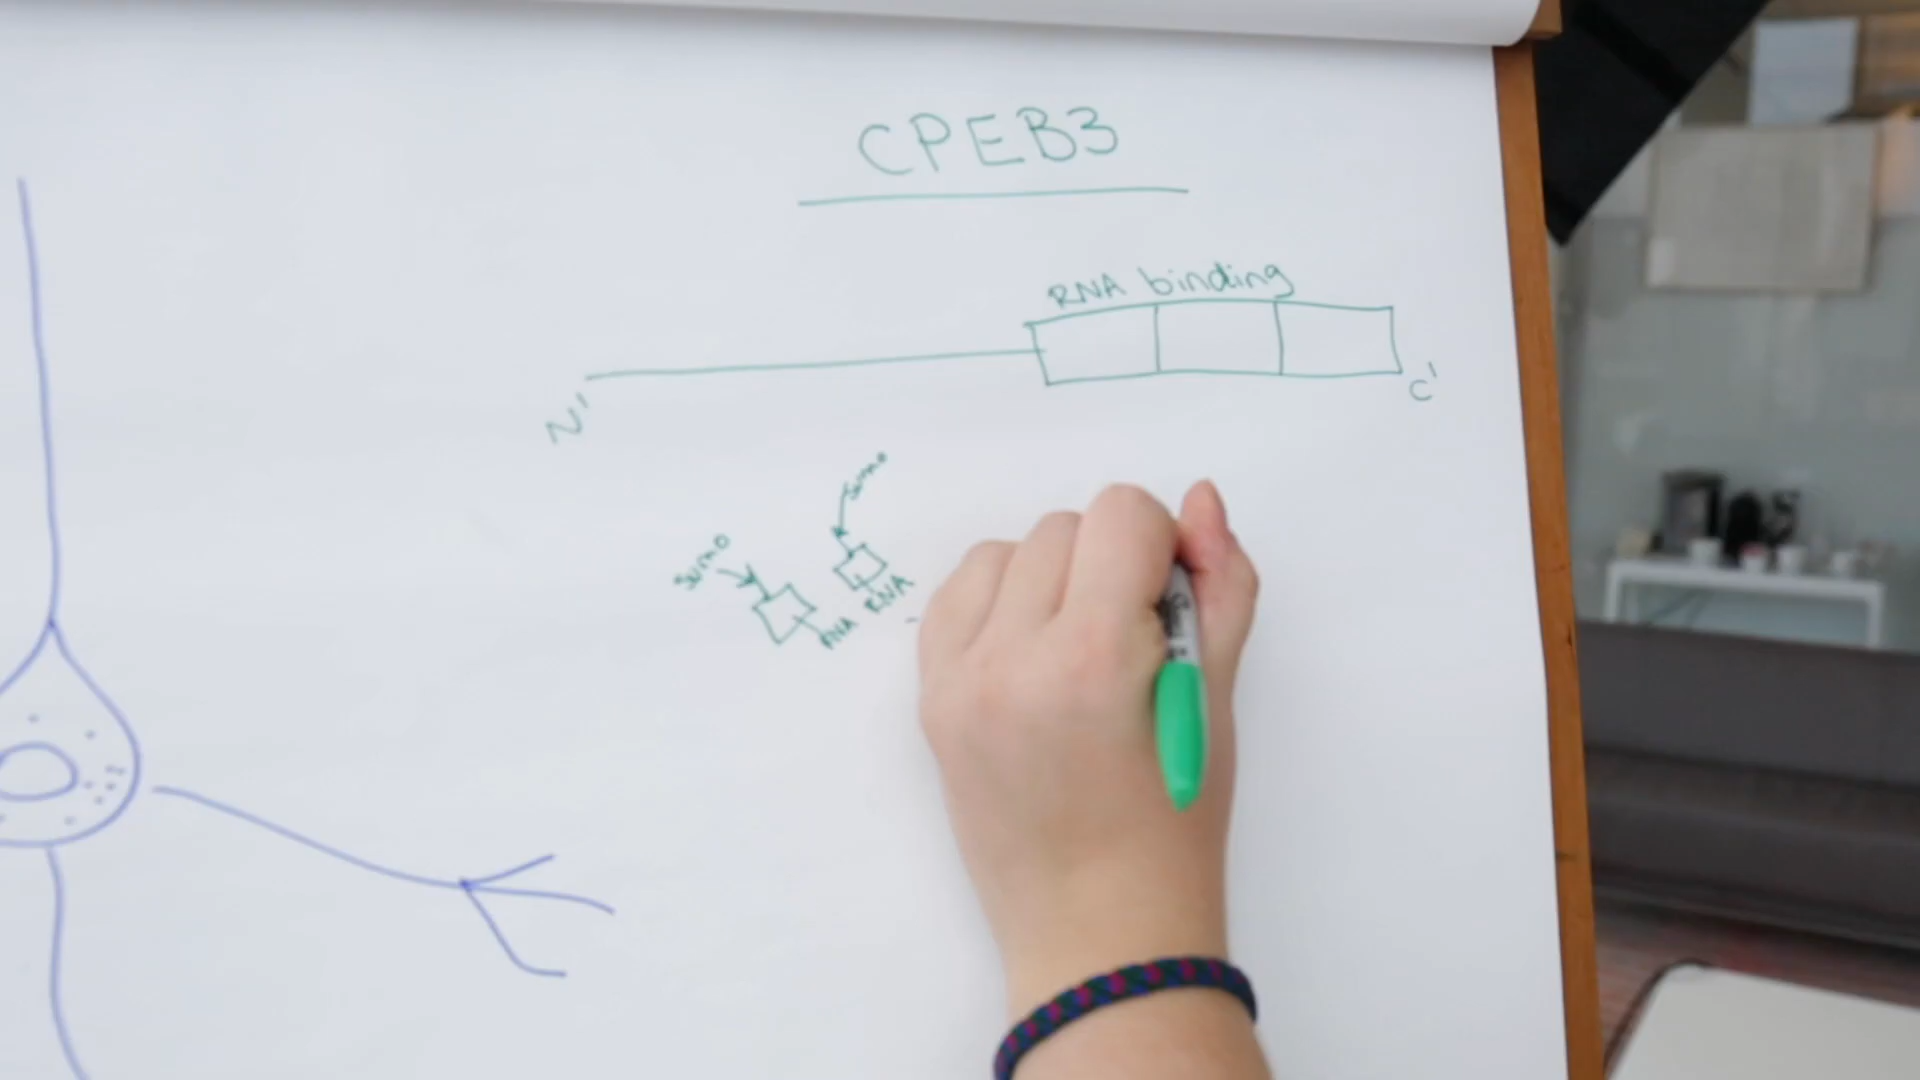 CPEB3
RNA binding
N'
C'
Sumo
Sumo
RNA
RNA